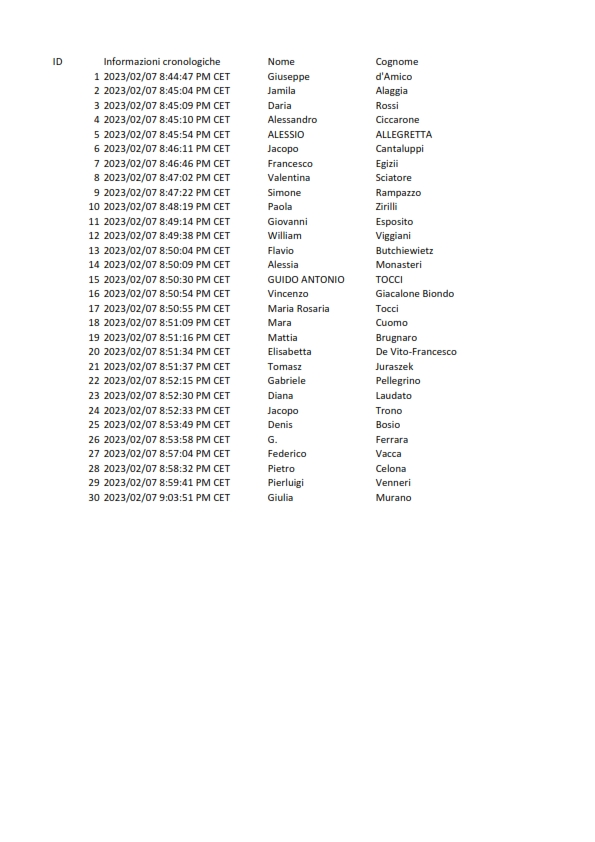 ID Informazioni cronologiche Nome Cognome
1 2023/02/07 8:44:47 PM CET Giuseppe d'Amico
2 2023/02/07 8:45:04 PM CET Jamila Alaggia
3 2023/02/07 8:45:09 PM CET Daria Rossi
4 2023/02/07 8:45:10 PM CET Alessandro Ciccarone
5 2023/02/07 8:45:54 PM CET ALESSIO ALLEGRETTA
6 2023/02/07 8:46:11 PM CET Jacopo Cantaluppi
7 2023/02/07 8:46:46 PM CET Francesco Egizii
8 2023/02/07 8:47:02 PM CET Valentina Sciatore
9 2023/02/07 8:47:22 PM CET Simone Rampazzo
10 2023/02/07 8:48:19 PM CET Paola Zirilli
11 2023/02/07 8:49:14 PM CET Giovanni Esposito
12 2023/02/07 8:49:38 PM CET William Viggiani
13 2023/02/07 8:50:04 PM CET Flavio Butchiewietz
14 2023/02/07 8:50:09 PM CET Alessia Monasteri
15 2023/02/07 8:50:30 PM CET GUIDO ANTONIO TOCCI
16 2023/02/07 8:50:54 PM CET Vincenzo Giacalone Biondo
17 2023/02/07 8:50:55 PM CET Maria Rosaria Tocci
18 2023/02/07 8:51:09 PM CET Mara Cuomo
19 2023/02/07 8:51:16 PM CET Mattia Brugnaro
20 2023/02/07 8:51:34 PM CET Elisabetta De Vito-Francesco
21 2023/02/07 8:51:37 PM CET Tomasz Juraszek
22 2023/02/07 8:52:15 PM CET Gabriele Pellegrino
23 2023/02/07 8:52:30 PM CET Diana Laudato
24 2023/02/07 8:52:33 PM CET Jacopo Trono
25 2023/02/07 8:53:49 PM CET Denis Bosio
26 2023/02/07 8:53:58 PM CET G. Ferrara
27 2023/02/07 8:57:04 PM CET Federico Vacca
28 2023/02/07 8:58:32 PM CET Pietro Celona
29 2023/02/07 8:59:41 PM CET Pierluigi Venneri
30 2023/02/07 9:03:51 PM CET Giulia Murano